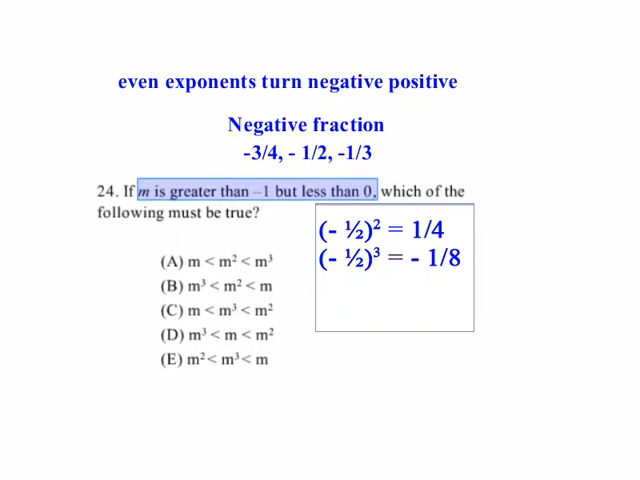 even exponents turn negative positive
Negative fraction
-3/4, - 1/2, -1/3
24. If m is greater than −1 but less than 0, which of the
following must be true?
(- ½)² = 1/4
(- ½)³ = - 1/8
(A) m < m² < m³
(B) m³ < m² < m
(C) m < m³ < m²
(D) m³ < m < m²
(E) m² < m³ < m